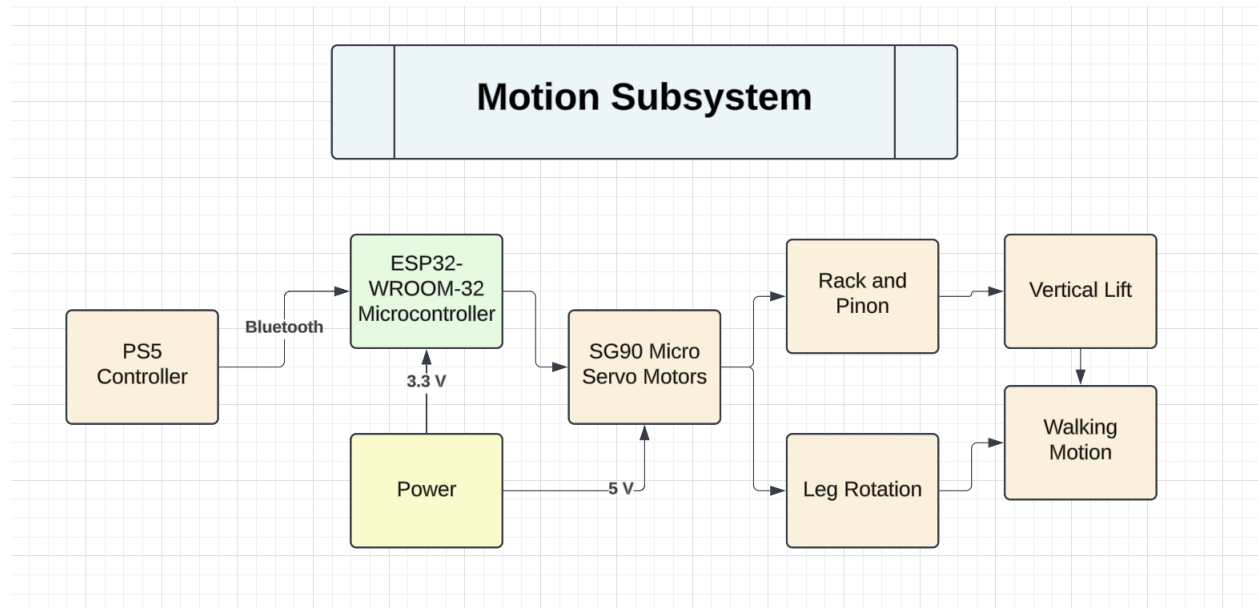 Motion Subsystem
PS5
Controller
Bluetooth
ESP32-
WROOM-32
Microcontroller
3.3 V
Power
5 V
SG90 Micro
Servo Motors
Rack and
Pinon
Vertical Lift
Leg Rotation
Walking
Motion